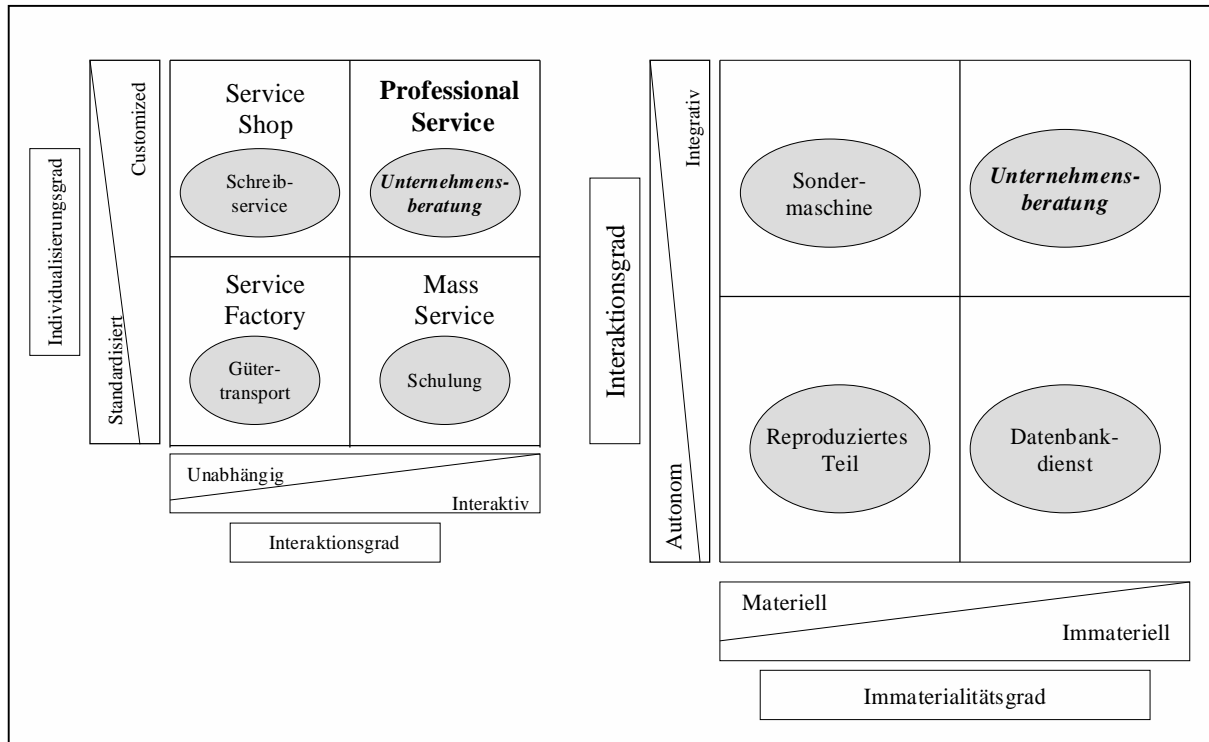 Individualisierungsgrad
Customized
Standardisiert
Service
Shop
Schreib-
service
Professional
Service
Unternehmens-
beratung
Service
Factory
Güter-
transport
Mass
Service
Schulung
Unabhängig
Interaktiv
Interaktionsgrad
Interaktionsgrad
Integrativ
Autonom
Sonder-
maschine
Unternehmens-
beratung
Reproduziertes
Teil
Datenbank-
dienst
Materiell
Immateriell
Immaterialitätsgrad